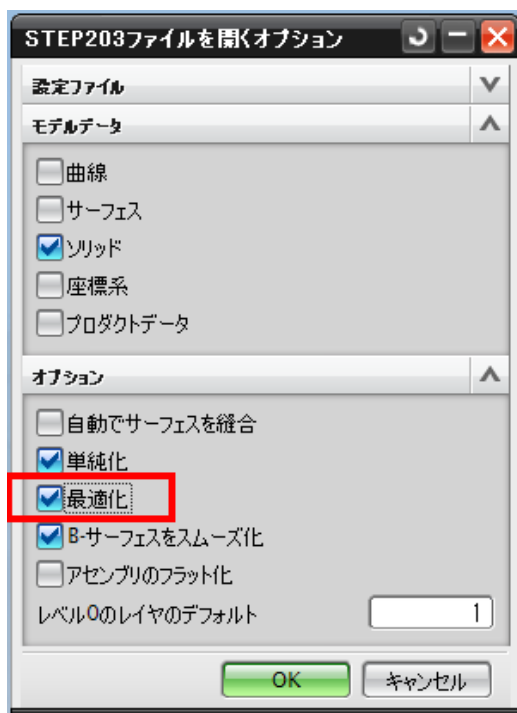 STEP203ファイルを開くオプション
設定ファイル
モデルデータ
曲線
サーフェス
ソリッド
座標系
プロダクトデータ
オプション
自動でサーフェスを縫合
単純化
最適化
B-サーフェスをスムーズ化
アセンブリのフラット化
レベル0のレイヤのデフォルト 1
OK キャンセル